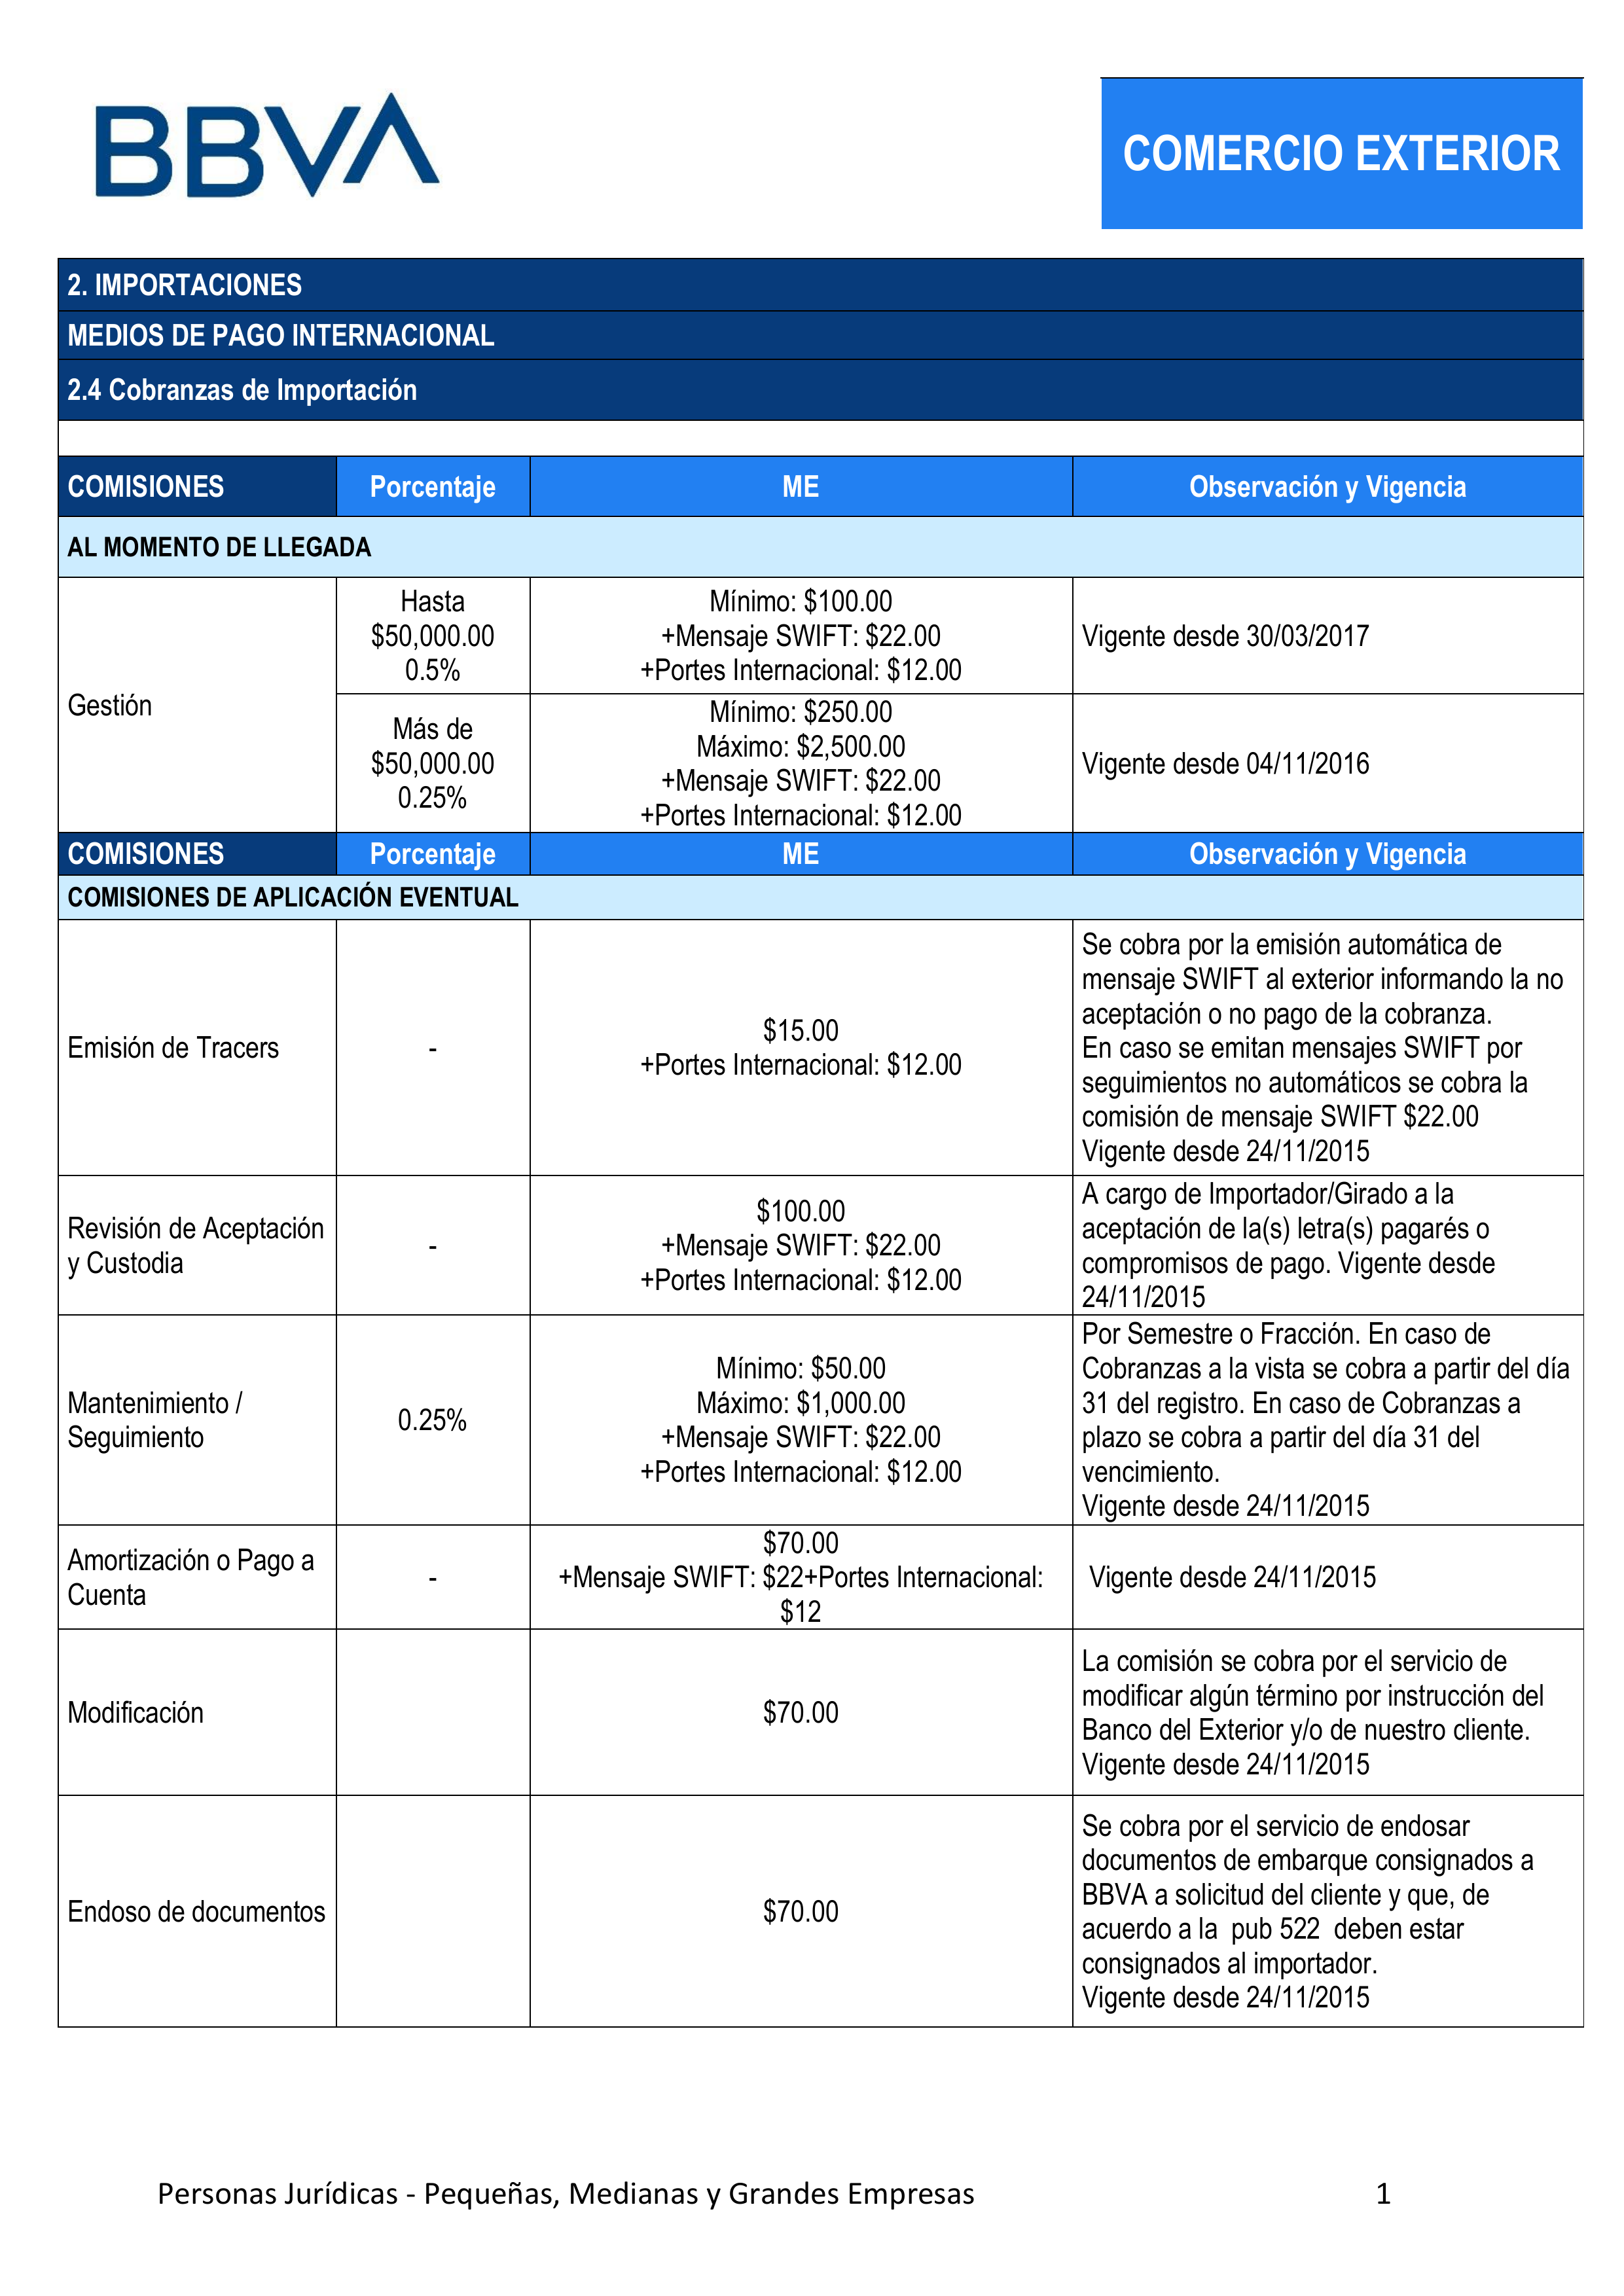 BBVA
COMERCIO EXTERIOR
2. IMPORTACIONES
MEDIOS DE PAGO INTERNACIONAL
2.4 Cobranzas de Importación
COMISIONES Porcentaje ME Observación y Vigencia
AL MOMENTO DE LLEGADA
Gestión
Hasta
$50,000.00
0.5%
Mínimo: $100.00
+Mensaje SWIFT: $22.00
+Portes Internacional: $12.00
Vigente desde 30/03/2017
Más de
$50,000.00
0.25%
Mínimo: $250.00
Máximo: $2,500.00
+Mensaje SWIFT: $22.00
+Portes Internacional: $12.00
Vigente desde 04/11/2016
COMISIONES Porcentaje ME Observación y Vigencia
COMISIONES DE APLICACIÓN EVENTUAL
Emisión de Tracers
-
$15.00
+Portes Internacional: $12.00
Se cobra por la emisión automática de
mensaje SWIFT al exterior informando la no
aceptación o no pago de la cobranza.
En caso se emitan mensajes SWIFT por
seguimientos no automáticos se cobra la
comisión de mensaje SWIFT $22.00
Vigente desde 24/11/2015
Revisión de Aceptación
y Custodia
-
$100.00
+Mensaje SWIFT: $22.00
+Portes Internacional: $12.00
A cargo de Importador/Girado a la
aceptación de la(s) letra(s) pagarés o
compromisos de pago. Vigente desde
24/11/2015
Mantenimiento /
Seguimiento
0.25%
Mínimo: $50.00
Máximo: $1,000.00
+Mensaje SWIFT: $22.00
+Portes Internacional: $12.00
Por Semestre o Fracción. En caso de
Cobranzas a la vista se cobra a partir del día
31 del registro. En caso de Cobranzas a
plazo se cobra a partir del día 31 del
vencimiento.
Vigente desde 24/11/2015
Amortización o Pago a
Cuenta
-
$70.00
+Mensaje SWIFT: $22+Portes Internacional:
$12
Vigente desde 24/11/2015
Modificación
$70.00
La comisión se cobra por el servicio de
modificar algún término por instrucción del
Banco del Exterior y/o de nuestro cliente.
Vigente desde 24/11/2015
Endoso de documentos
$70.00
Se cobra por el servicio de endosar
documentos de embarque consignados a
BBVA a solicitud del cliente y que, de
acuerdo a la pub 522 deben estar
consignados al importador.
Vigente desde 24/11/2015
Personas Jurídicas - Pequeñas, Medianas y Grandes Empresas 1